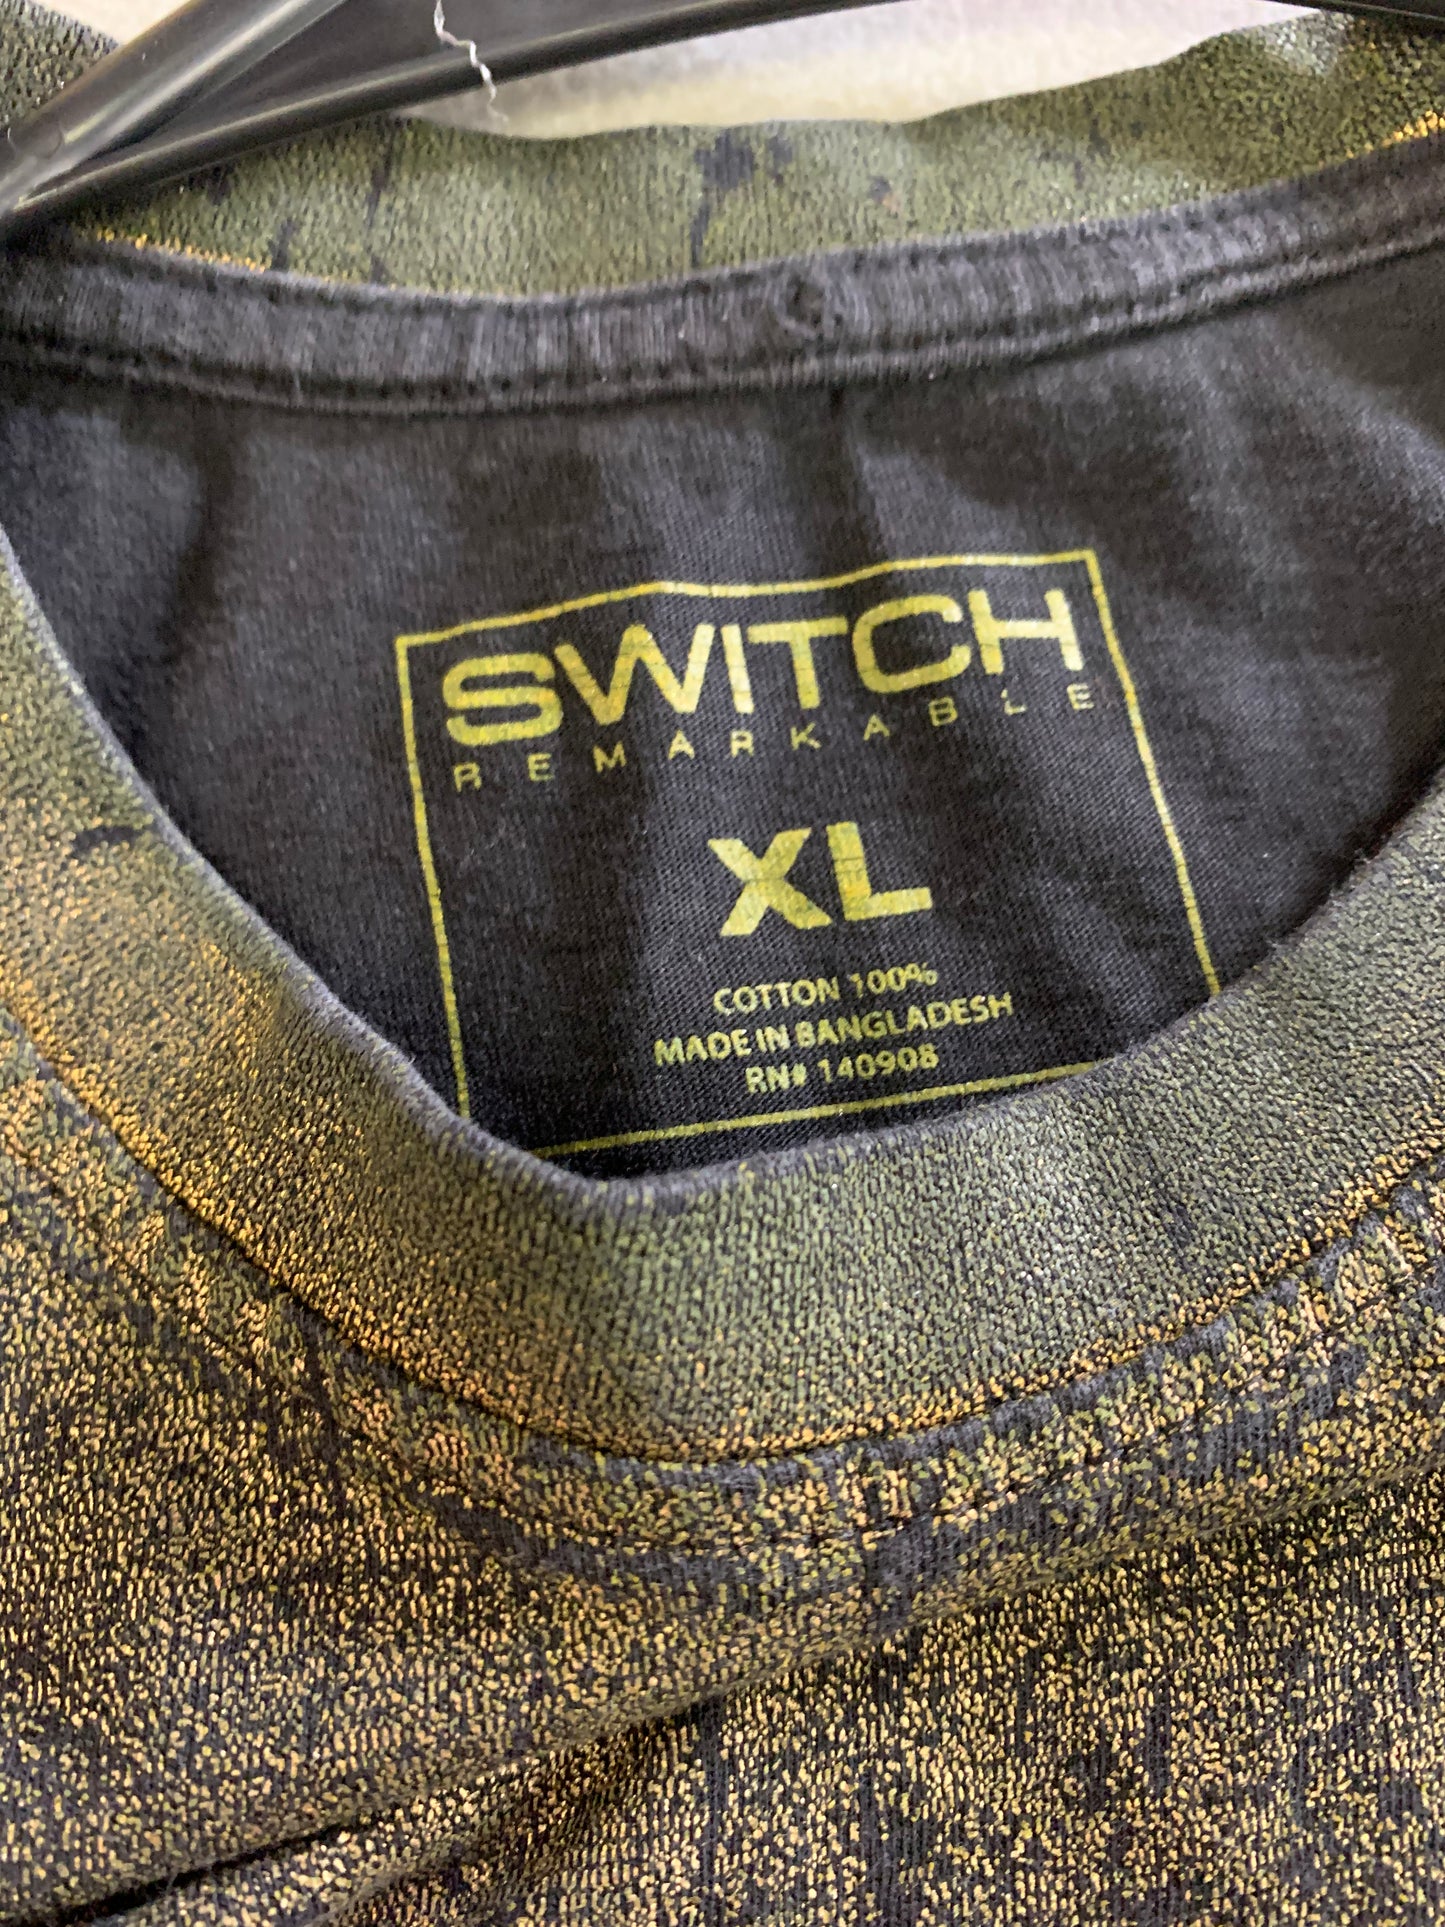 SWITCH
REMARKABLE
XL
COTTON 100%
MADE IN BANGLADESH
RN# 140908